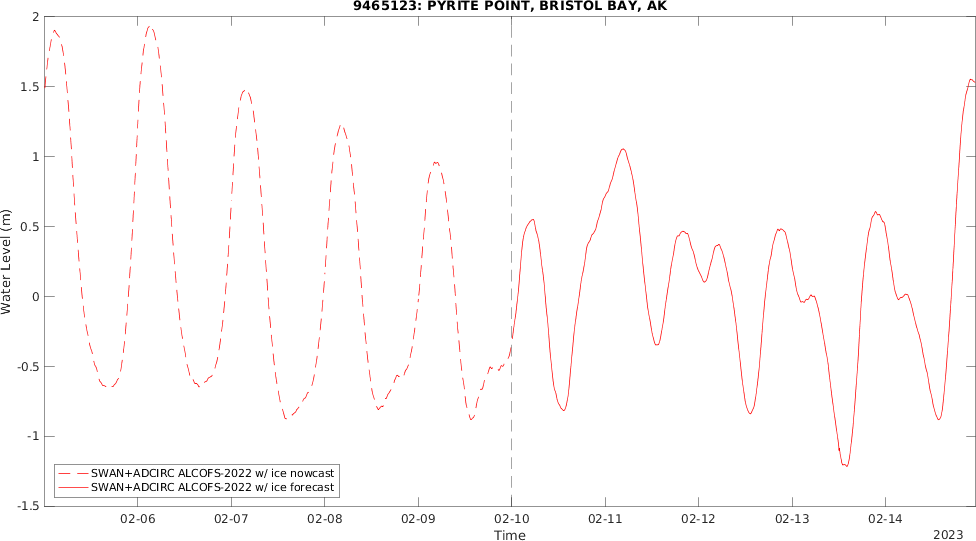 9465123: PYRITE POINT, BRISTOL BAY, AK
2
1.5
1
0.5
0
-0.5
-1
-1.5
Water Level (m)
SWAN+ADCIRC ALCOFS-2022 w/ ice nowcast
SWAN+ADCIRC ALCOFS-2022 w/ ice forecast
02-06 02-07 02-08 02-09 02-10 02-11 02-12 02-13 02-14
Time
2023